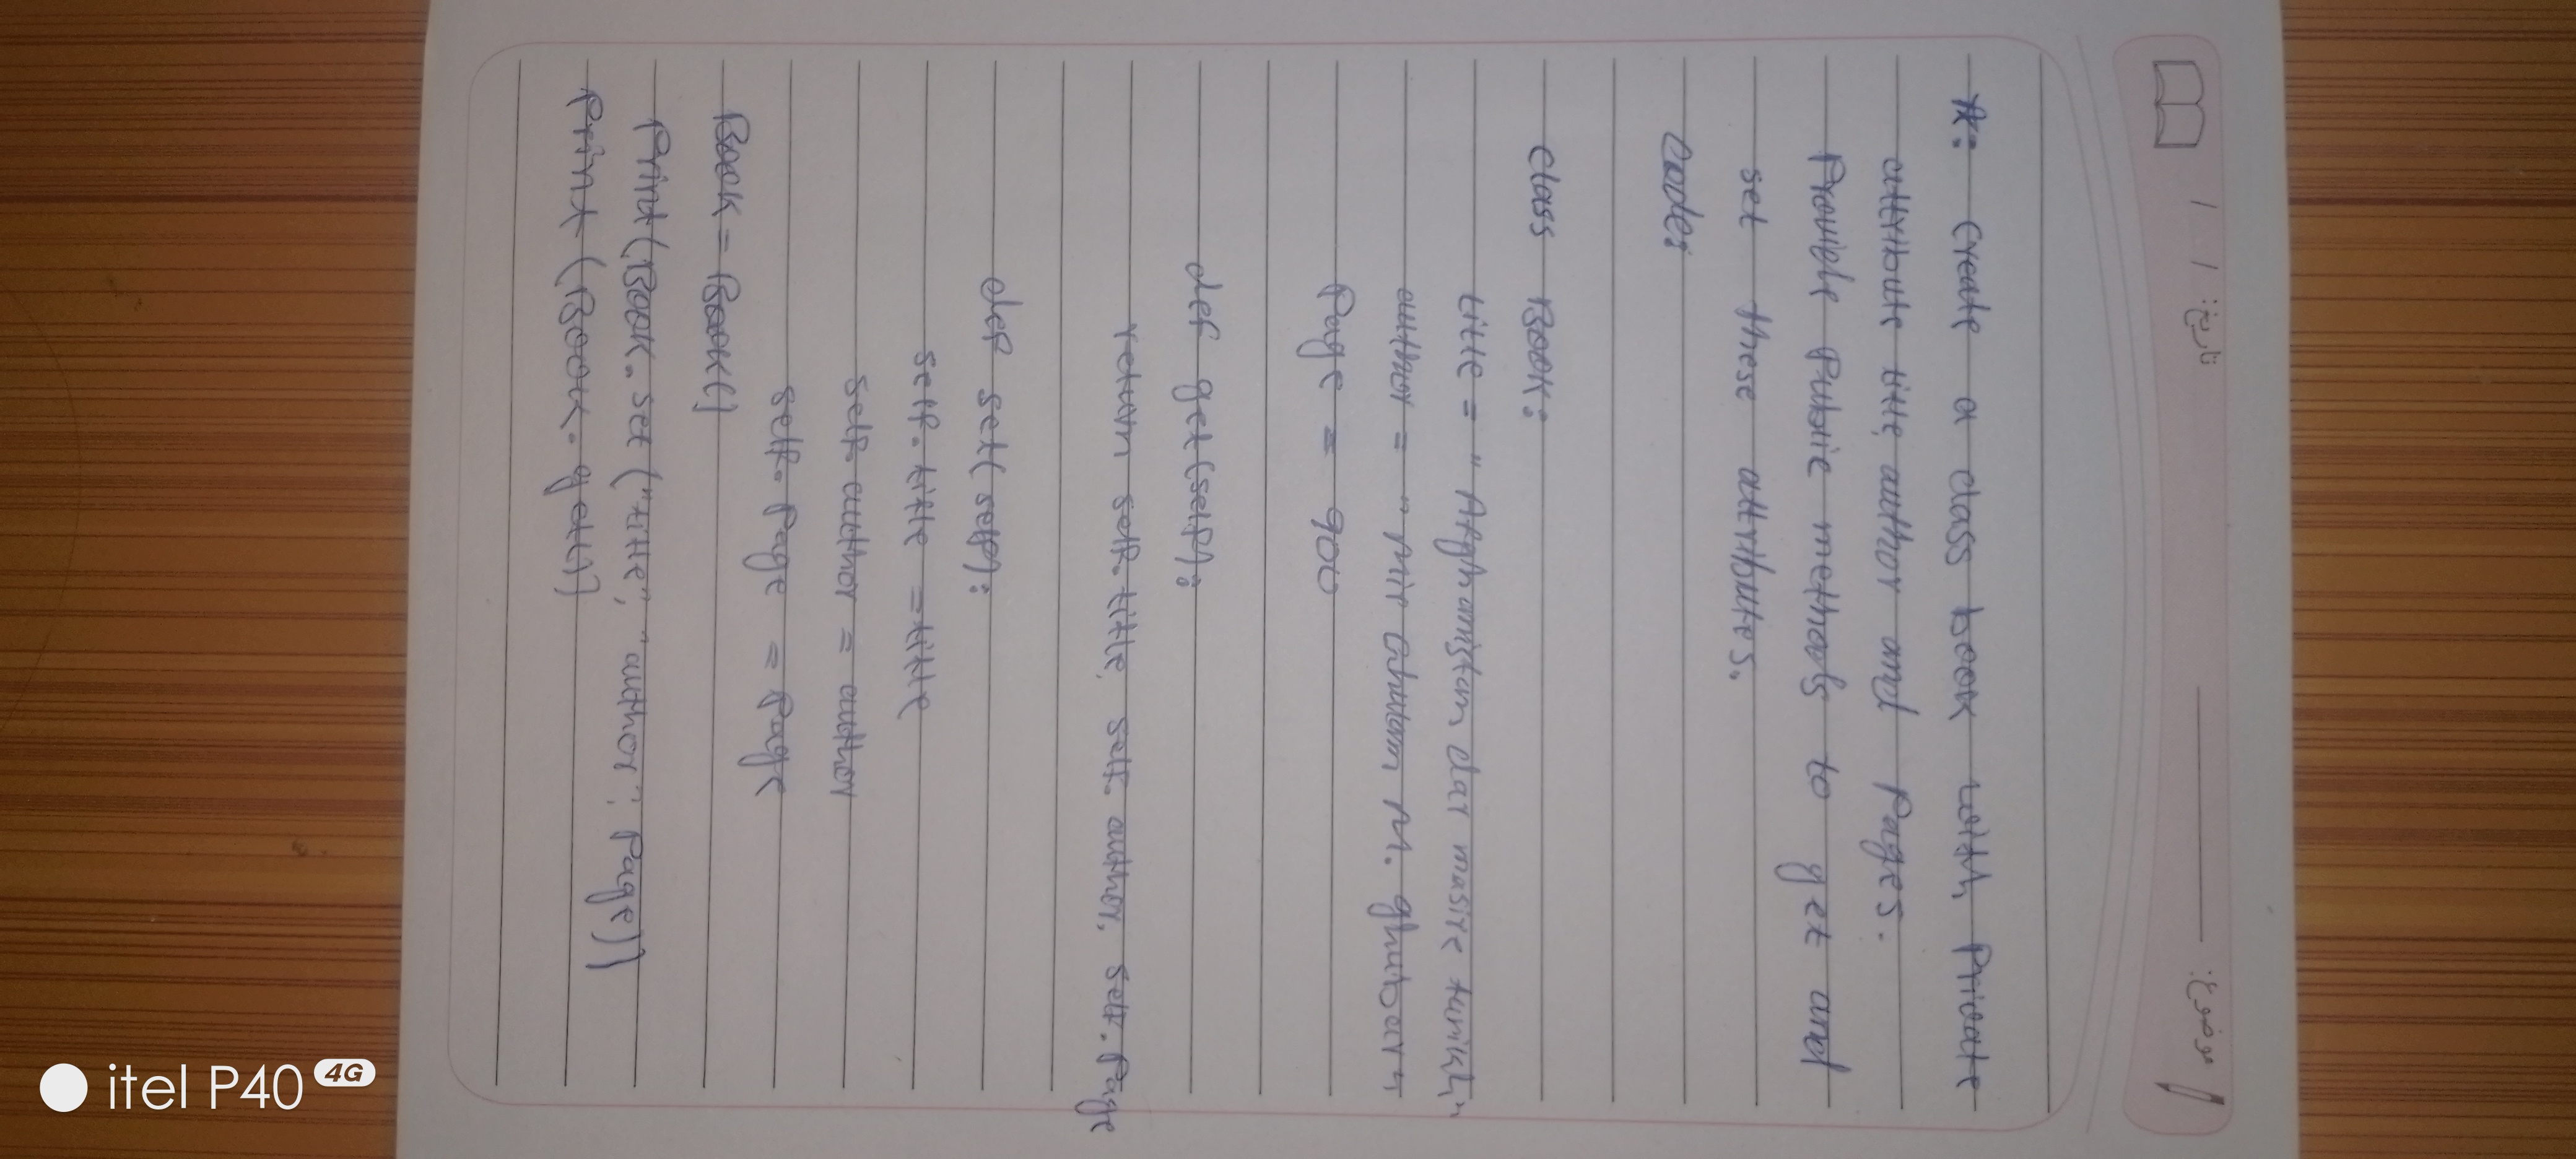 موضوع: تاریخ: / /
*: create a class book with private
attribute title, author and pages.
Provide Public methods to get and
set these attributes.
Code:
class Book:
title = "Afghanistan dar masire tarikh"
author = "Mir Ghulam M. ghubar"
Page = 900
def get(self):
return self.title, self.author, self.Page
def set(self):
self.title = title
self.author = author
self.Page = Page
Book = Book()
Print(Book.set("title", "author", Page))
Print(Book.get())
itel P40 4G